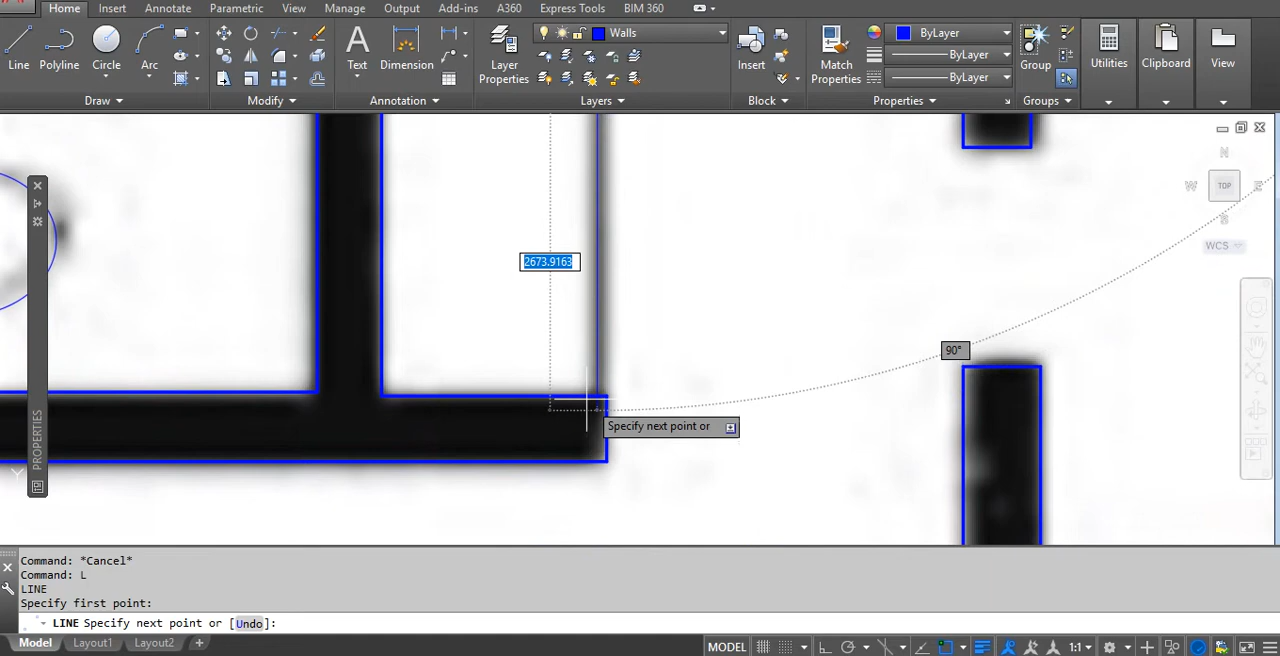 Home Insert Annotate Parametric View Manage Output Add-ins A360 Express Tools BIM 360
Walls
ByLayer
ByLayer
ByLayer
Line Polyline Circle Arc
Text Dimension
Layer
Properties
Insert
Match
Properties
Group Utilities Clipboard View
Draw Modify Annotation Layers Block Properties Groups
N
W TOP E
S
WCS
2673.9163
90°
Specify next point or
PROPERTIES
Y
Command: *Cancel*
Command: L
LINE
Specify first point:
LINE Specify next point or [Undo]:
Model Layout1 Layout2 +
MODEL 1:1